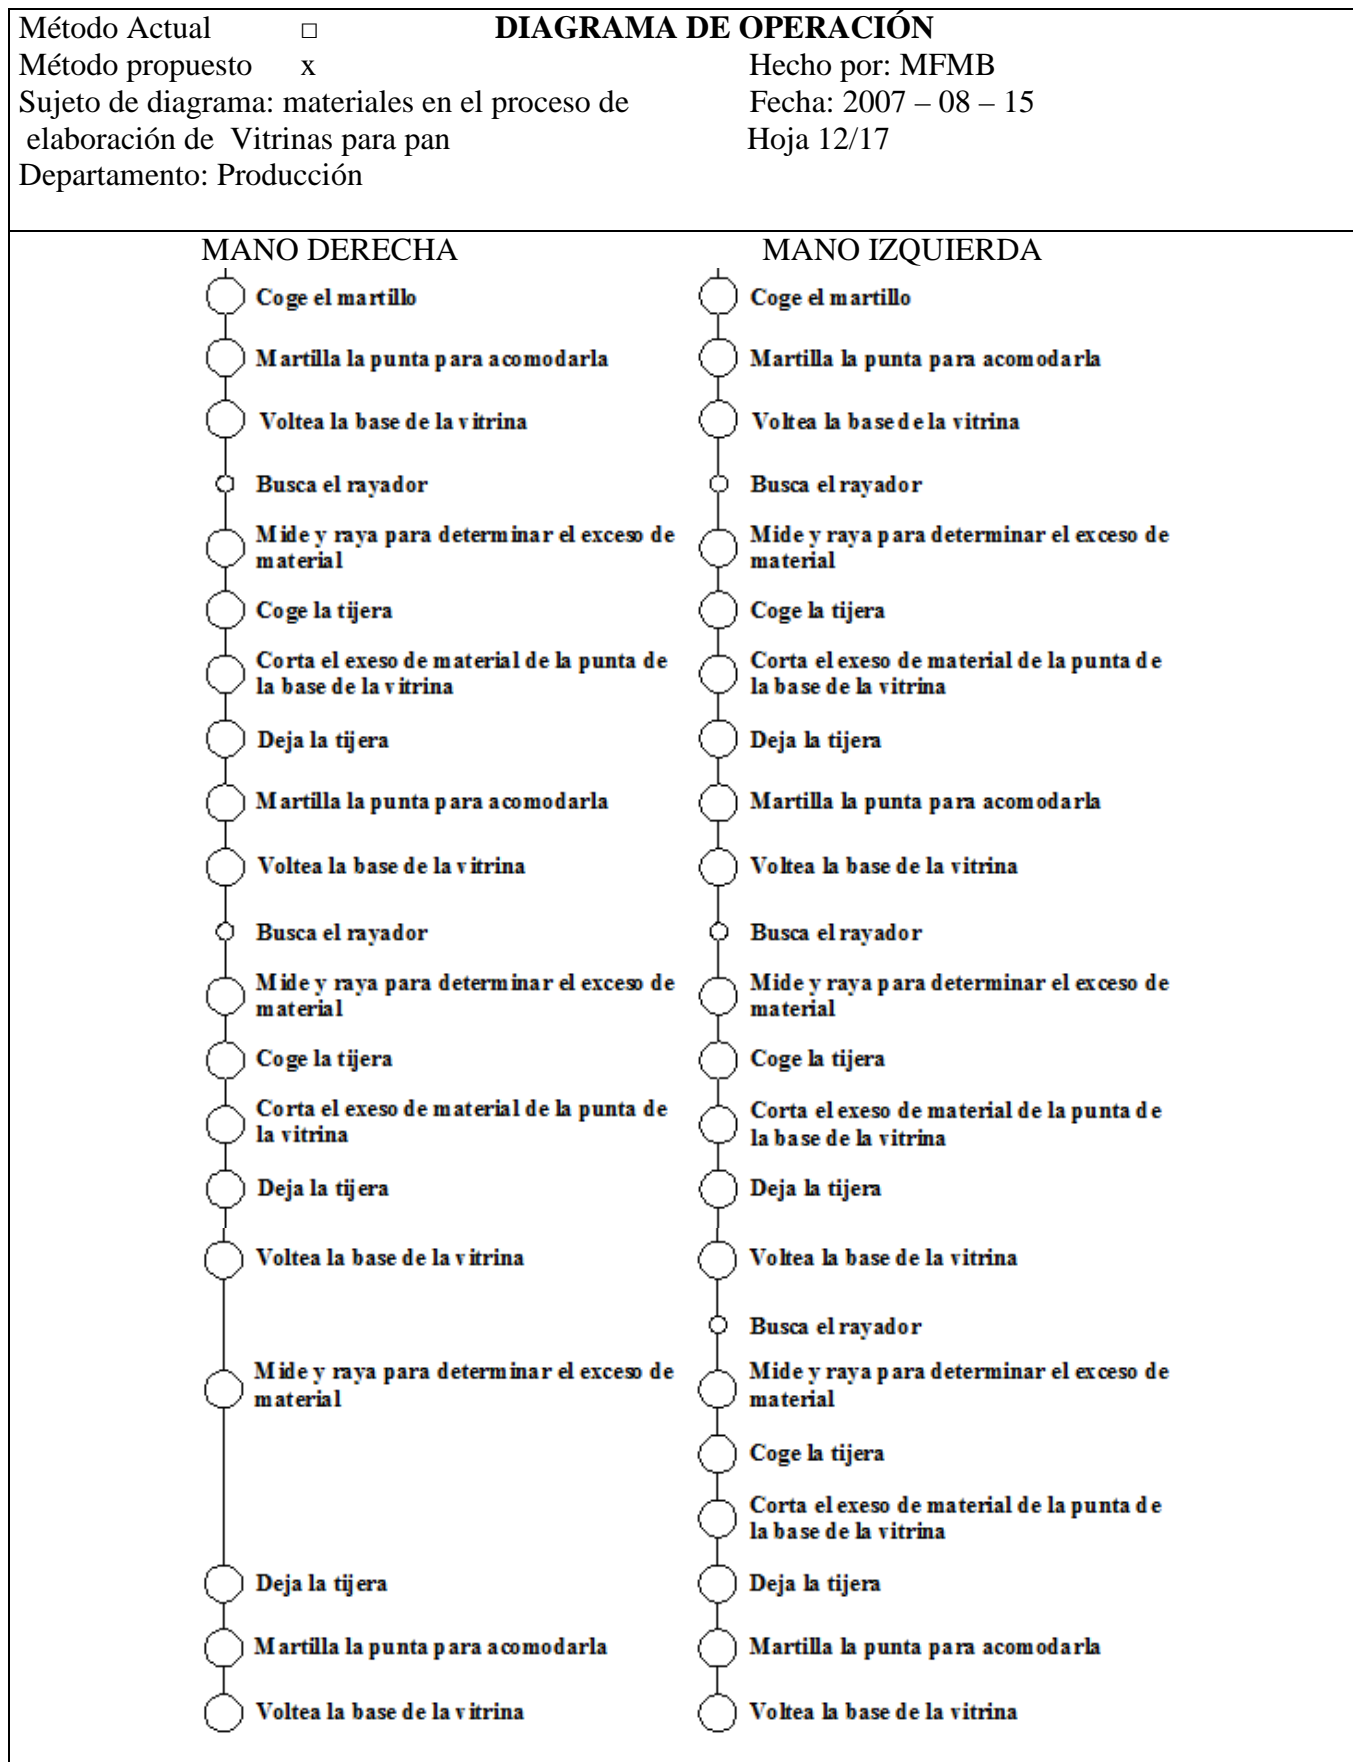 Método Actual □ DIAGRAMA DE OPERACIÓN
Método propuesto x Hecho por: MFMB
Sujeto de diagrama: materiales en el proceso de Fecha: 2007 – 08 – 15
elaboración de Vitrinas para pan Hoja 12/17
Departamento: Producción
MANO DERECHA MANO IZQUIERDA
Coge el martillo Coge el martillo
Martilla la punta para acomodarla Martilla la punta para acomodarla
Voltea la base de la vitrina Voltea la base de la vitrina
Busca el rayador Busca el rayador
Mide y raya para determinar el exceso de Mide y raya para determinar el exceso de
material material
Coge la tijera Coge la tijera
Corta el exeso de material de la punta de Corta el exeso de material de la punta de
la base de la vitrina la base de la vitrina
Deja la tijera Deja la tijera
Martilla la punta para acomodarla Martilla la punta para acomodarla
Voltea la base de la vitrina Voltea la base de la vitrina
Busca el rayador Busca el rayador
Mide y raya para determinar el exceso de Mide y raya para determinar el exceso de
material material
Coge la tijera Coge la tijera
Corta el exeso de material de la punta de Corta el exeso de material de la punta de
la vitrina la base de la vitrina
Deja la tijera Deja la tijera
Voltea la base de la vitrina Voltea la base de la vitrina
Busca el rayador
Mide y raya para determinar el exceso de Mide y raya para determinar el exceso de
material material
Coge la tijera
Corta el exeso de material de la punta de
la base de la vitrina
Deja la tijera Deja la tijera
Martilla la punta para acomodarla Martilla la punta para acomodarla
Voltea la base de la vitrina Voltea la base de la vitrina